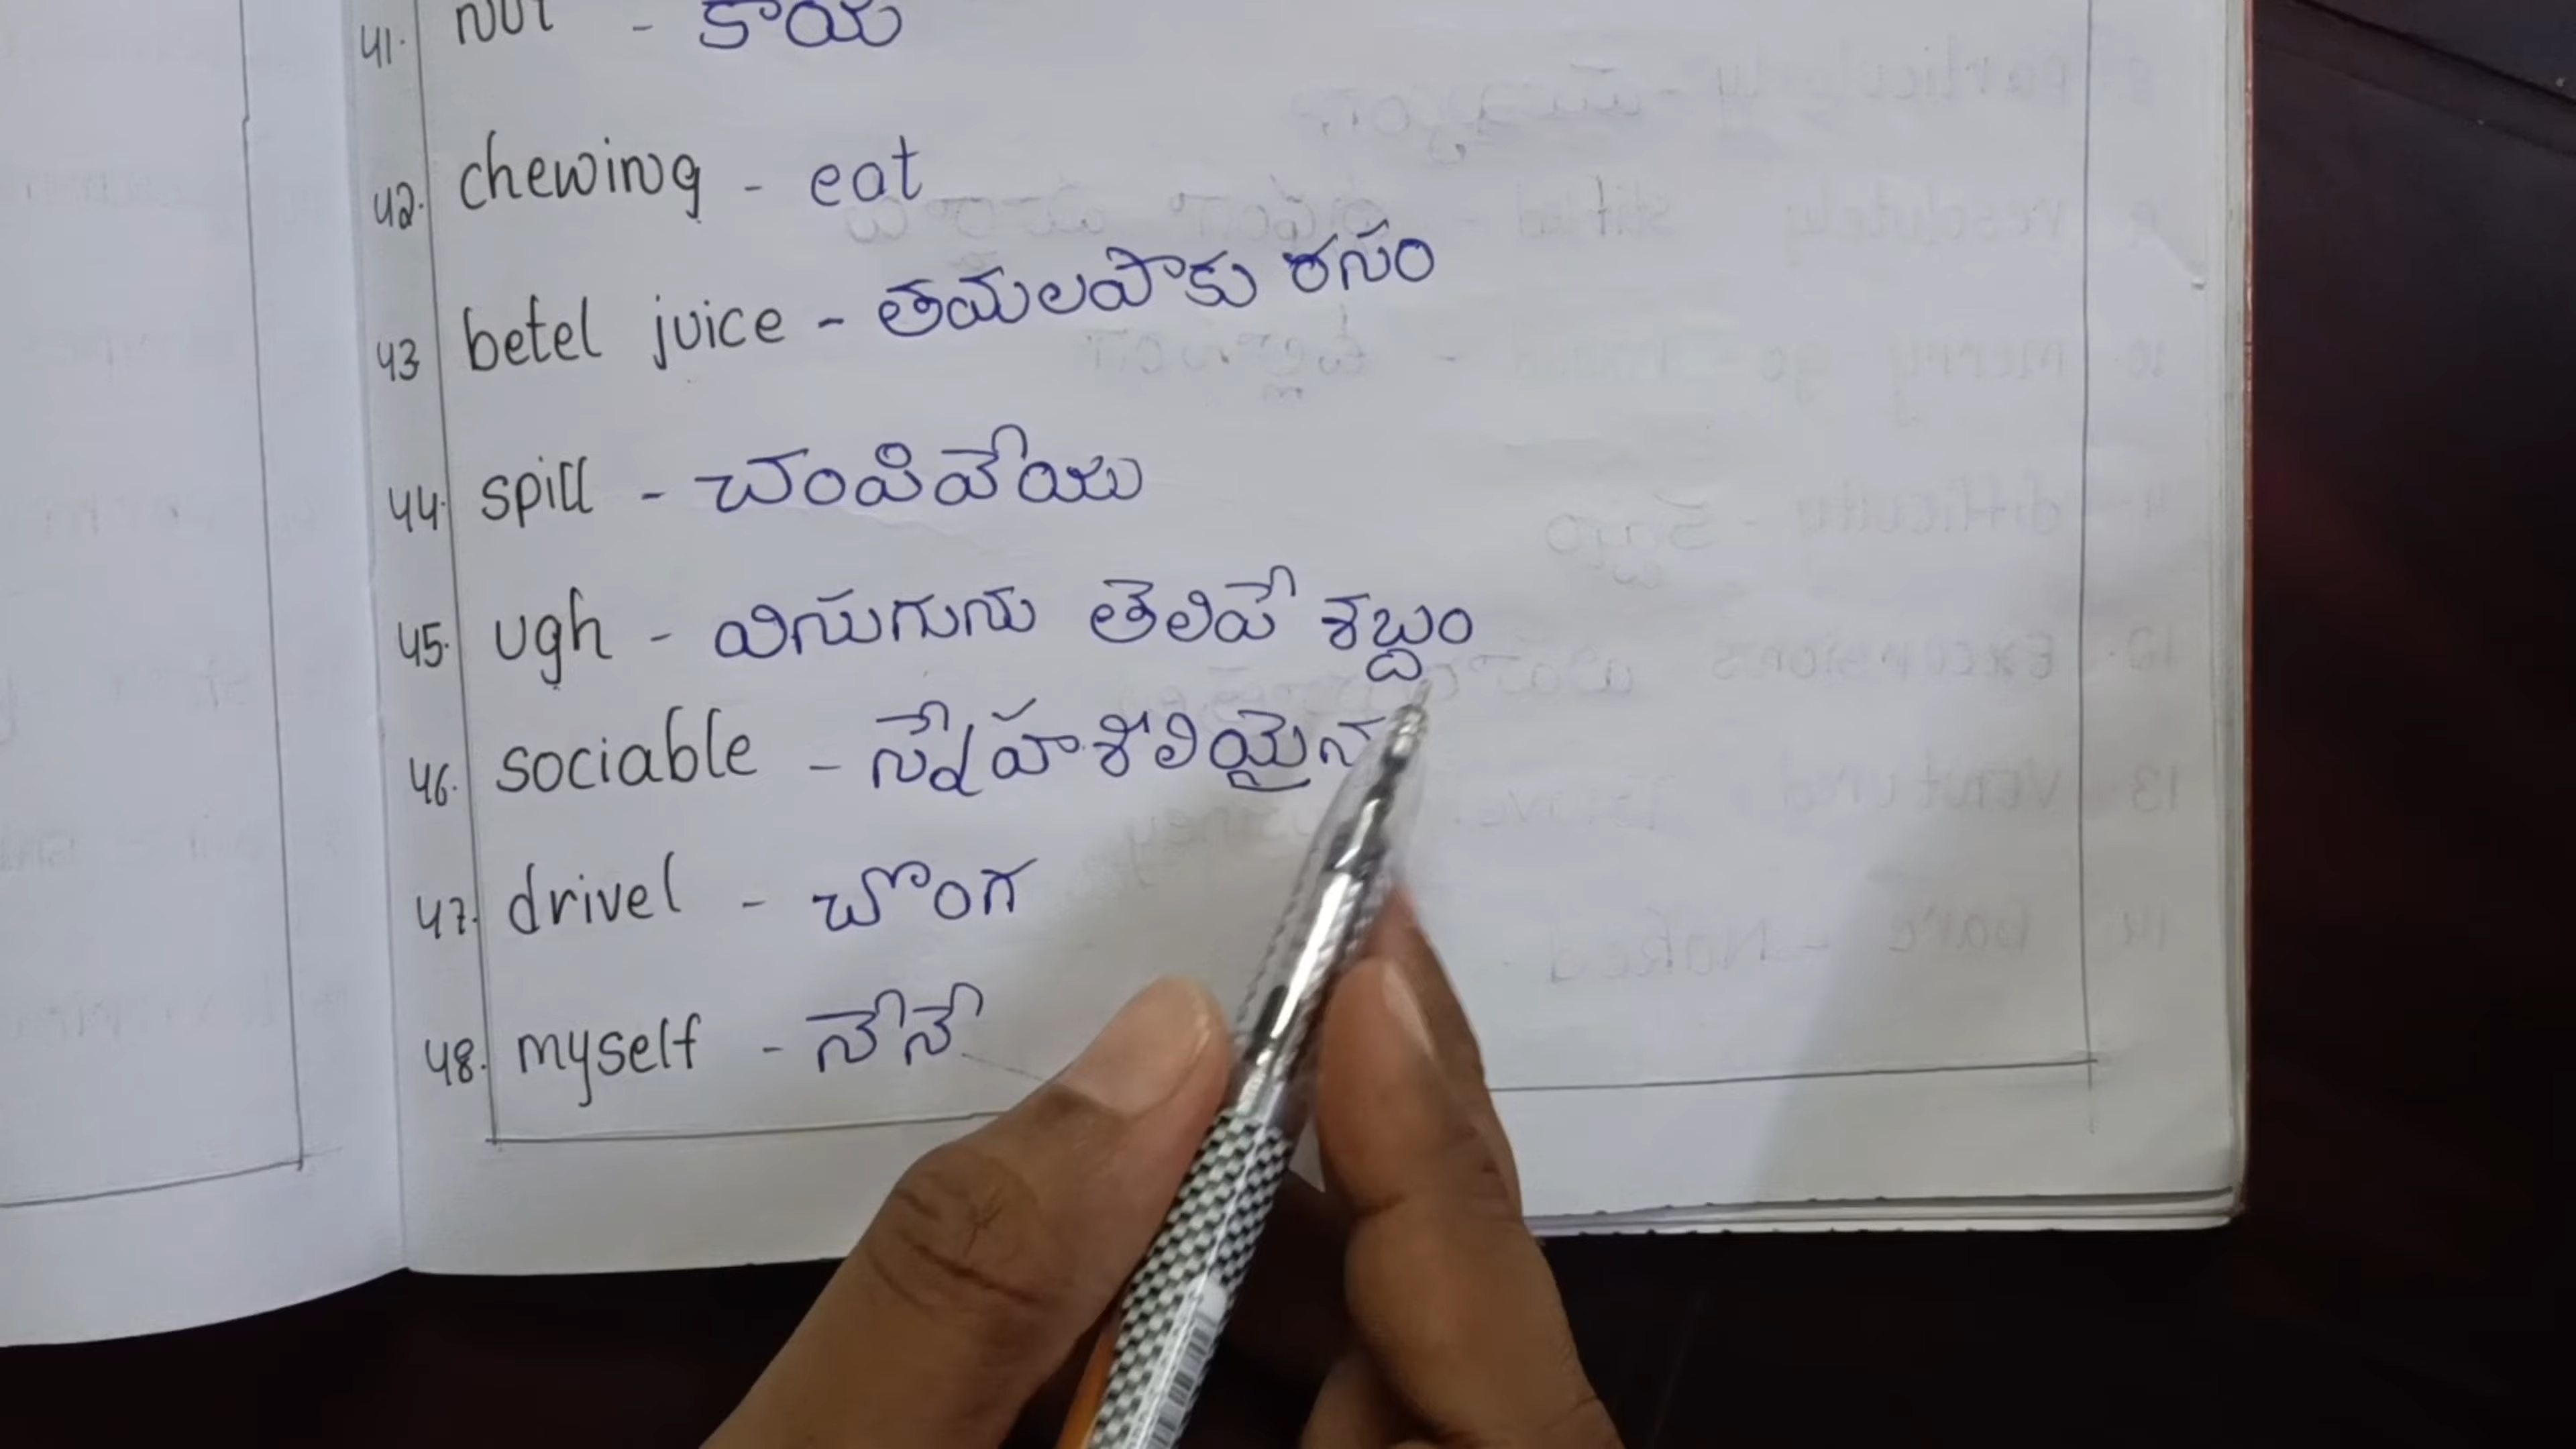 41. nut - కాయ
42. chewing - eat
43 betel juice - తమలపాకు రసం
44. spill - చంపివేయు
45. ugh - విసుగును తెలిపే శబ్దం
46. sociable - స్నేహశీలియైన
47. drivel - చొంగ
48. myself - నేనే